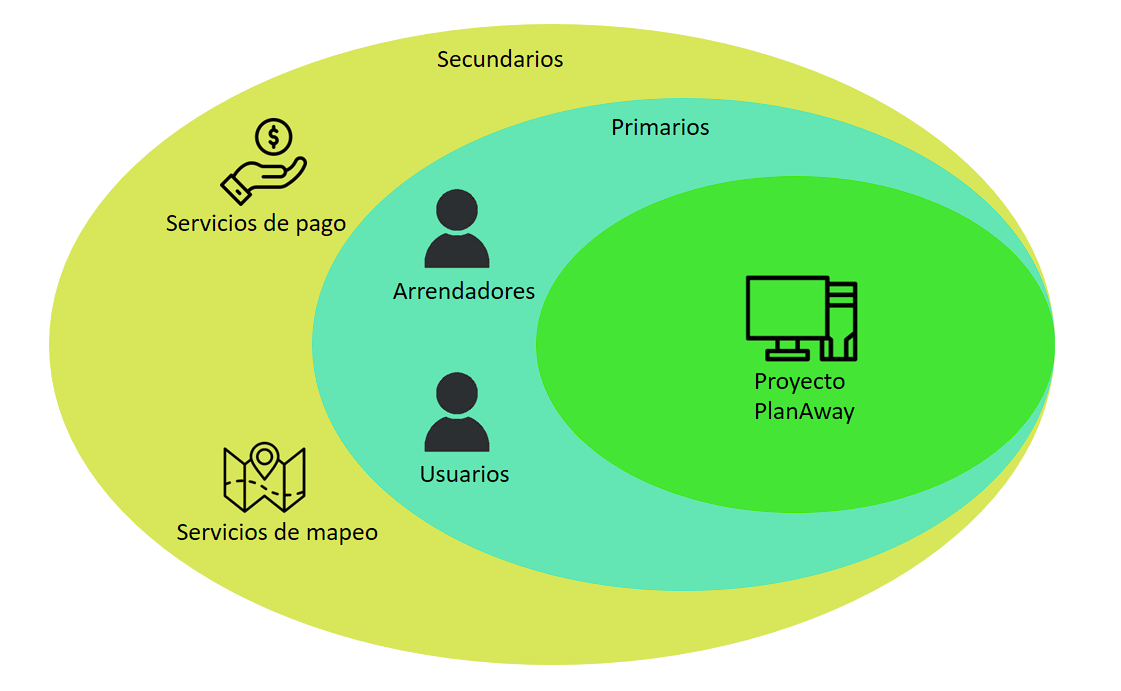 Secundarios
Primarios
$
Servicios de pago
Arrendadores
Proyecto
PlanAway
Usuarios
Servicios de mapeo